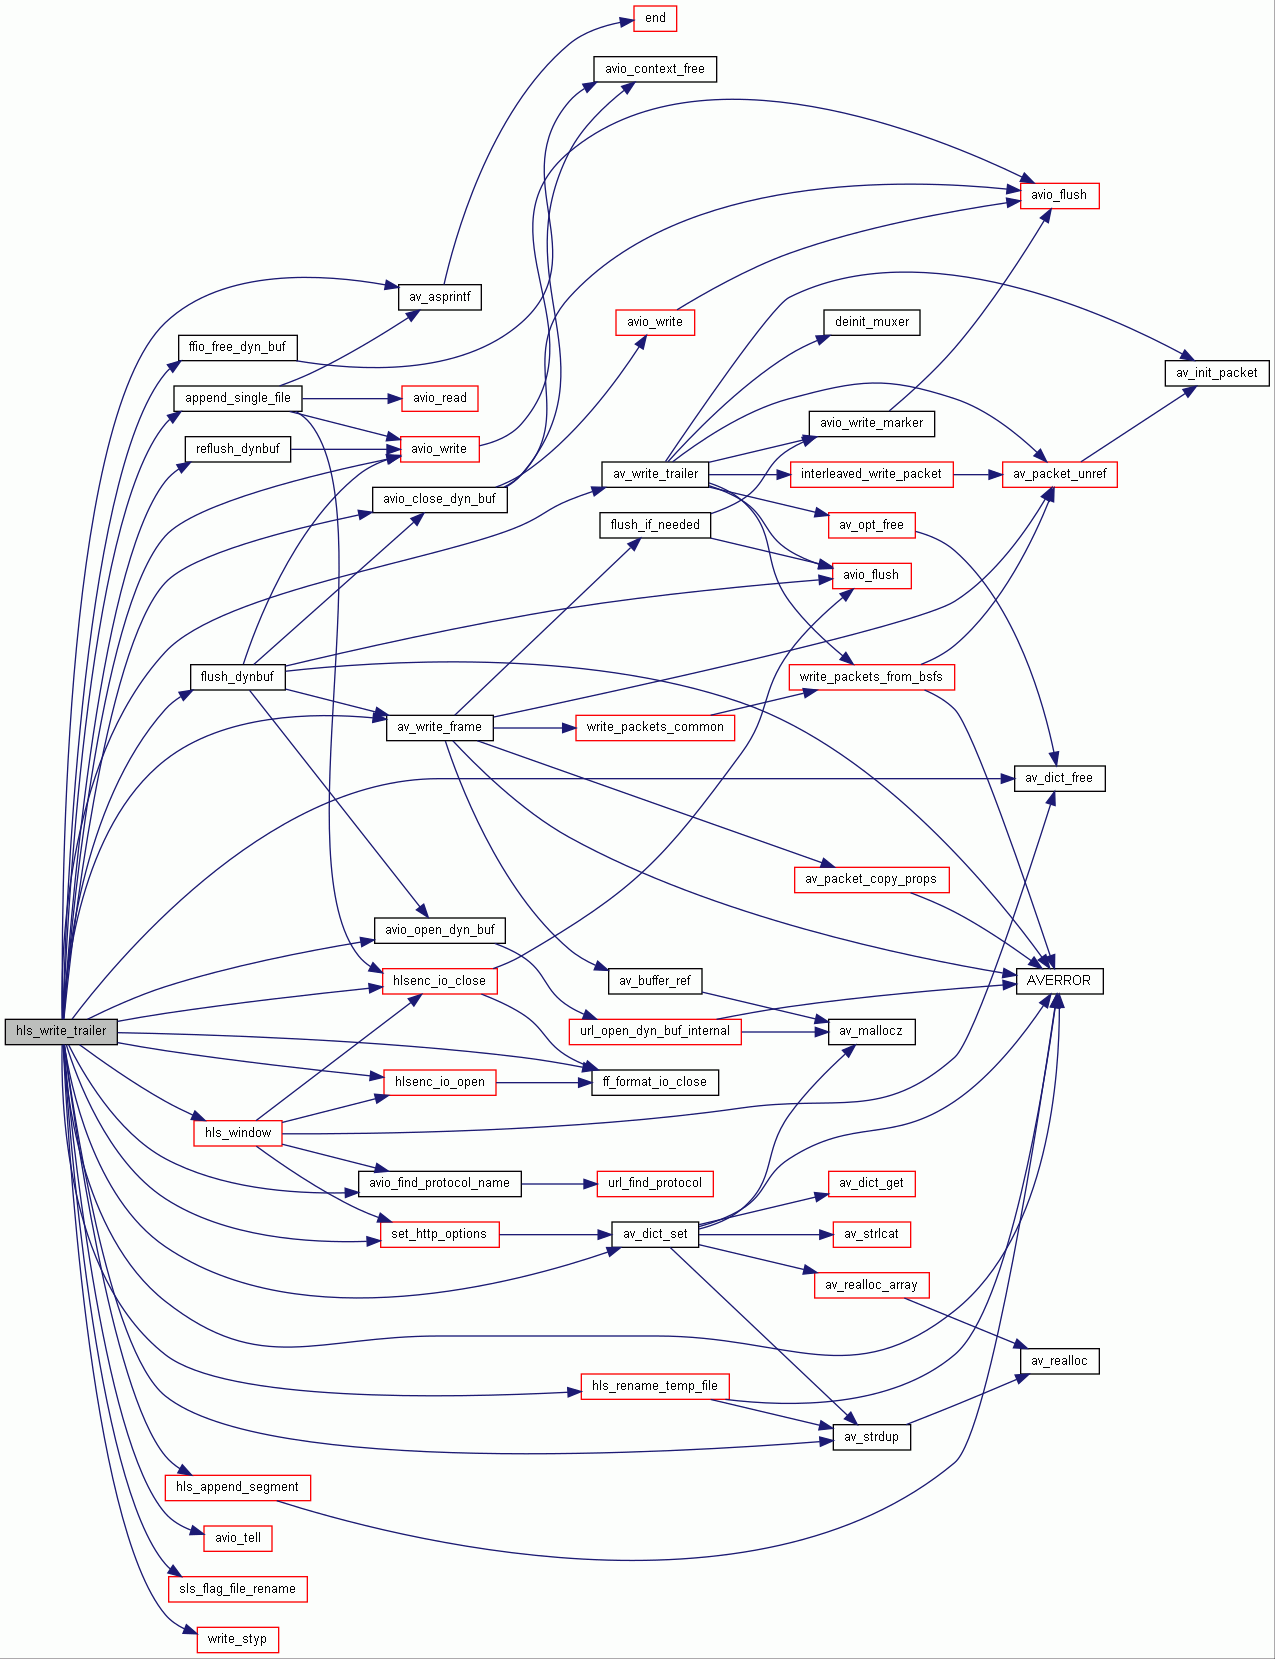 end
avio_context_free
avio_flush
av_asprintf
avio_write
deinit_muxer
ffio_free_dyn_buf
av_init_packet
append_single_file
avio_read
avio_write_marker
reflush_dynbuf
avio_write
av_write_trailer
interleaved_write_packet
av_packet_unref
avio_close_dyn_buf
flush_if_needed
av_opt_free
avio_flush
flush_dynbuf
write_packets_from_bsfs
av_write_frame
write_packets_common
av_dict_free
av_packet_copy_props
avio_open_dyn_buf
hlsenc_io_close
av_buffer_ref
AVERROR
hls_write_trailer
url_open_dyn_buf_internal
av_mallocz
hlsenc_io_open
ff_format_io_close
hls_window
avio_find_protocol_name
url_find_protocol
av_dict_get
set_http_options
av_dict_set
av_strlcat
av_realloc_array
av_realloc
hls_rename_temp_file
av_strdup
hls_append_segment
avio_tell
sls_flag_file_rename
write_styp